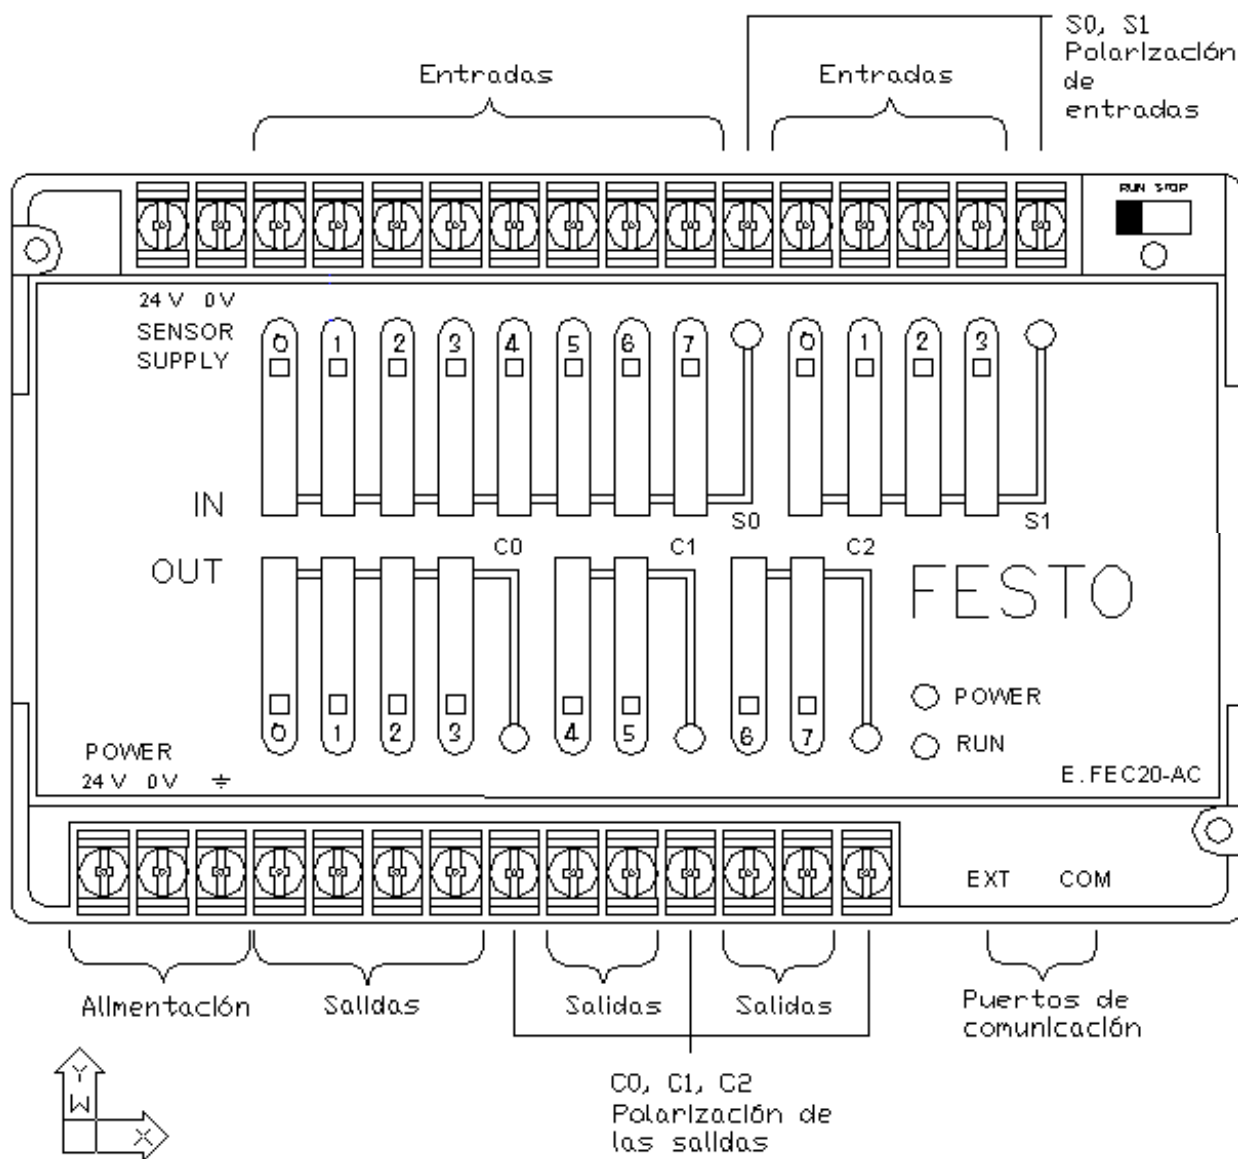 S0, S1
Polarización
de
entradas
Entradas
Entradas
RUN STOP
24 V 0 V
SENSOR
SUPPLY
0 1 2 3 4 5 6 7 0 1 2 3
IN
S0
S1
OUT
C0
C1
C2
FESTO
POWER
RUN
0 1 2 3 4 5 6 7
POWER
24 V 0 V
E.FEC20-AC
EXT COM
Alimentación
Salidas
Salidas
Salidas
Puertos de
comunicación
C0, C1, C2
Polarización de
las salidas
Y
W
X